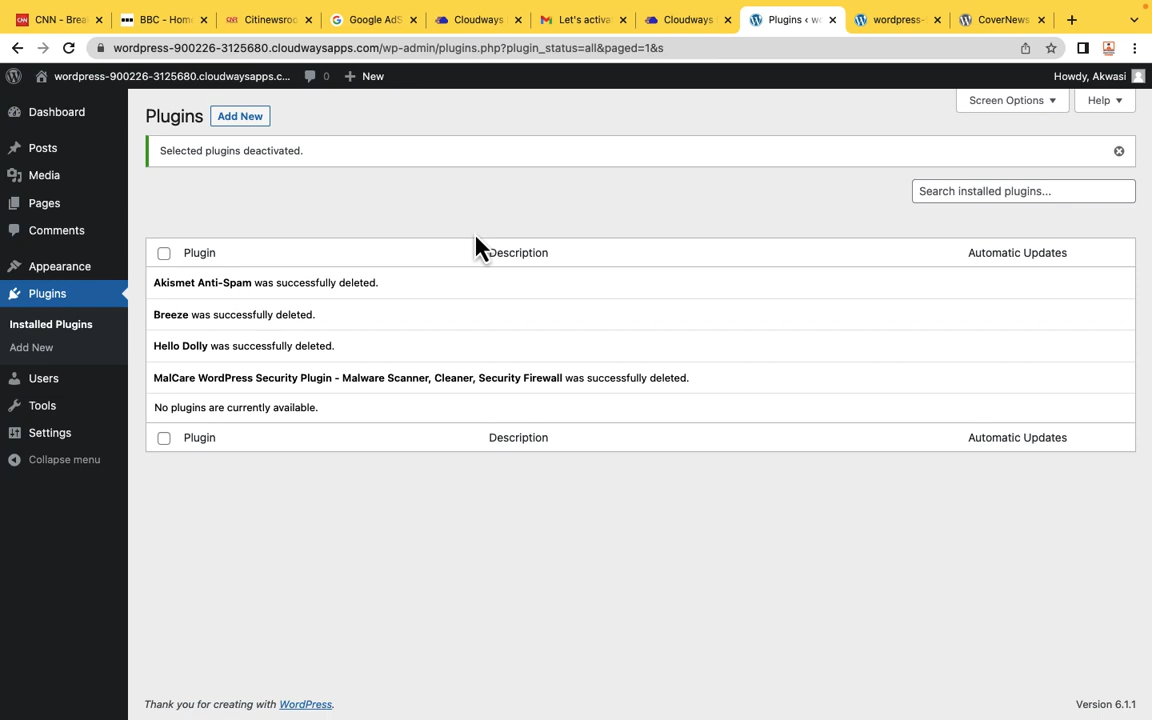 CNN - Brea
BBC - Hom
Citinewsroo
Google AdS
Cloudways
Let's activa
Cloudways
Plugins ‹ w
wordpress-
CoverNews
wordpress-900226-3125680.cloudwaysapps.com/wp-admin/plugins.php?plugin_status=all&paged=1&s
wordpress-900226-3125680.cloudwaysapps.c...
0
New
Howdy, Akwasi
Dashboard
Posts
Media
Pages
Comments
Appearance
Plugins
Installed Plugins
Add New
Users
Tools
Settings
Collapse menu
Screen Options
Help
Plugins
Add New
Selected plugins deactivated.
Search installed plugins...
Plugin
Description
Automatic Updates
Akismet Anti-Spam was successfully deleted.
Breeze was successfully deleted.
Hello Dolly was successfully deleted.
MalCare WordPress Security Plugin - Malware Scanner, Cleaner, Security Firewall was successfully deleted.
No plugins are currently available.
Plugin
Description
Automatic Updates
Thank you for creating with WordPress.
Version 6.1.1